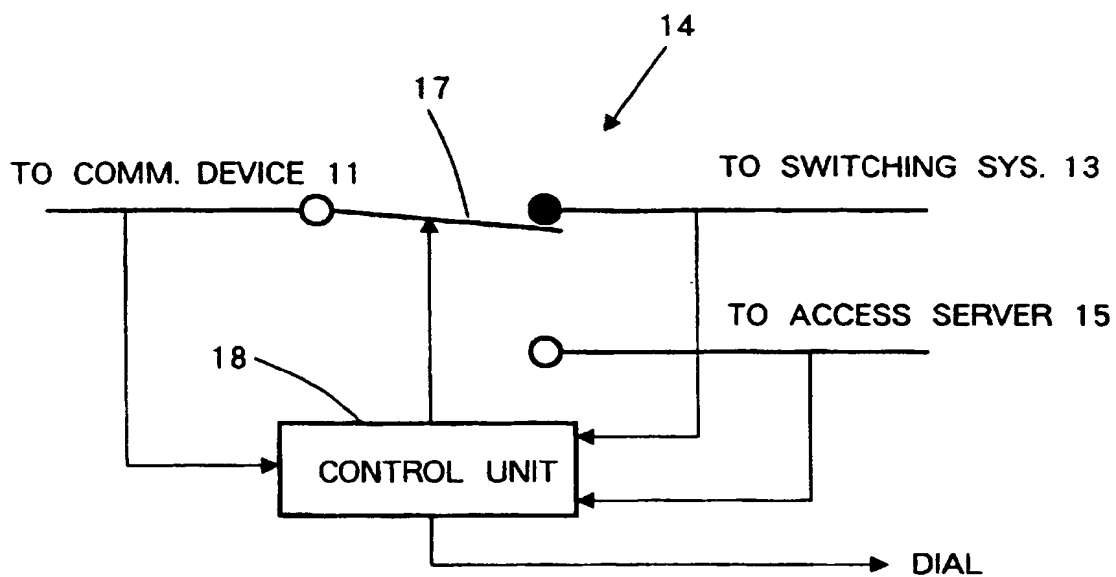 14
17
TO COMM. DEVICE 11
TO SWITCHING SYS. 13
TO ACCESS SERVER 15
18
CONTROL UNIT
DIAL